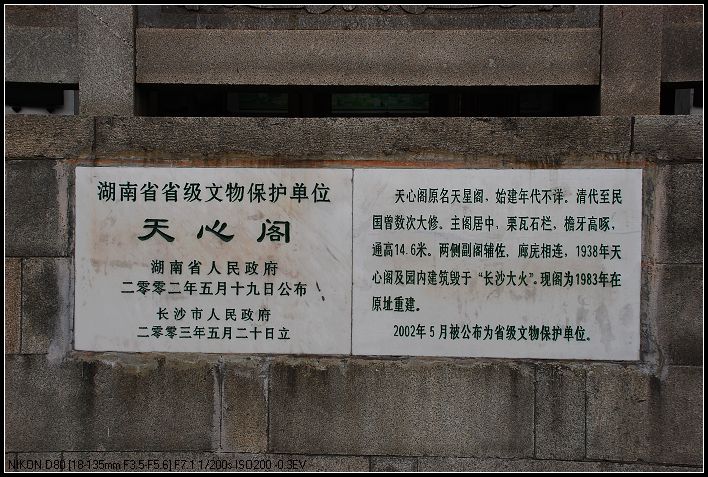 湖南省省级文物保护单位
天心阁
湖南省人民政府
二零零二年五月十九日公布
长沙市人民政府
二零零三年五月二十日立
天心阁原名天星阁，始建年代不详。清代至民
国曾数次大修。主阁居中，栗瓦石栏，檐牙高啄，
通高14.6米。两侧副阁辅佐，廊庑相连，1938年天
心阁及园内建筑毁于“长沙大火”。现阁为1983年在
原址重建。
2002年5月被公布为省级文物保护单位。
NIKON D80 [18-135mm F3.5-F5.6] F7.1 1/200s ISO200 -0.3EV